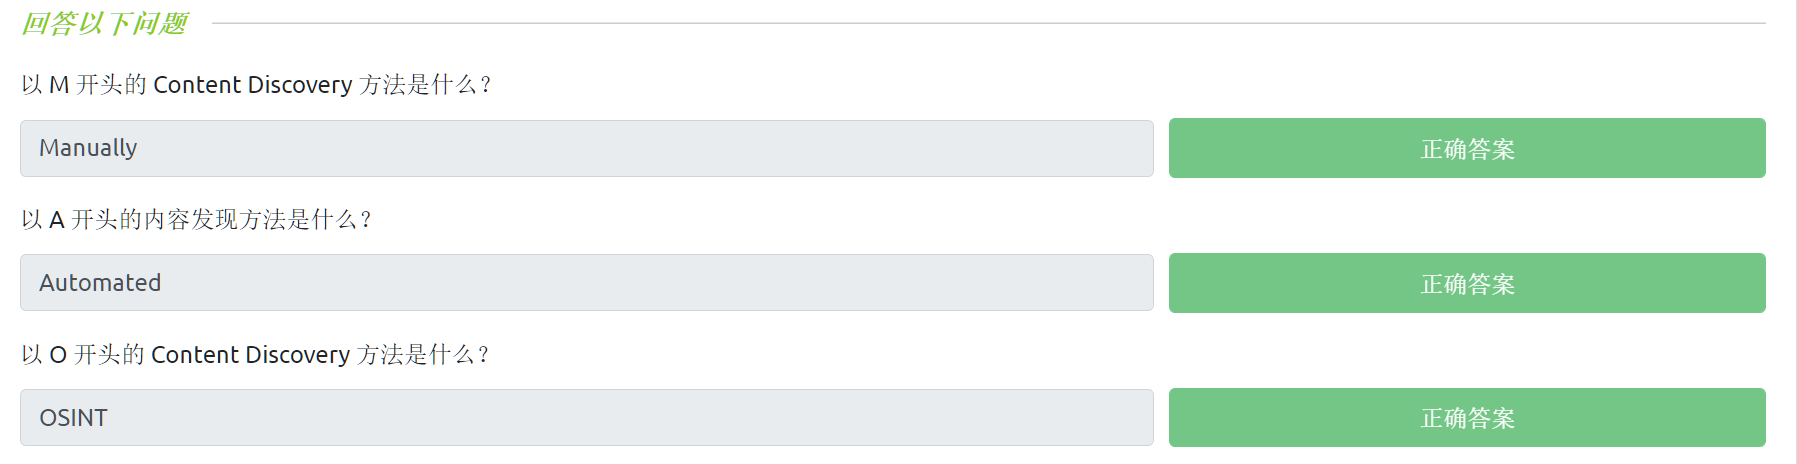 回答以下问题
以 M 开头的 Content Discovery 方法是什么？
Manually
正确答案
以 A 开头的内容发现方法是什么？
Automated
正确答案
以 O 开头的 Content Discovery 方法是什么？
OSINT
正确答案